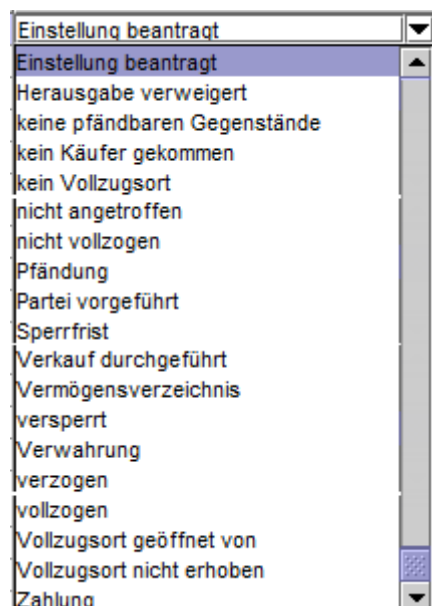 Einstellung beantragt
Einstellung beantragt
Herausgabe verweigert
keine pfändbaren Gegenstände
kein Käufer gekommen
kein Vollzugsort
nicht angetroffen
nicht vollzogen
Pfändung
Partei vorgeführt
Sperrfrist
Verkauf durchgeführt
Vermögensverzeichnis
versperrt
Verwahrung
verzogen
vollzogen
Vollzugsort geöffnet von
Vollzugsort nicht erhoben
Zahlung